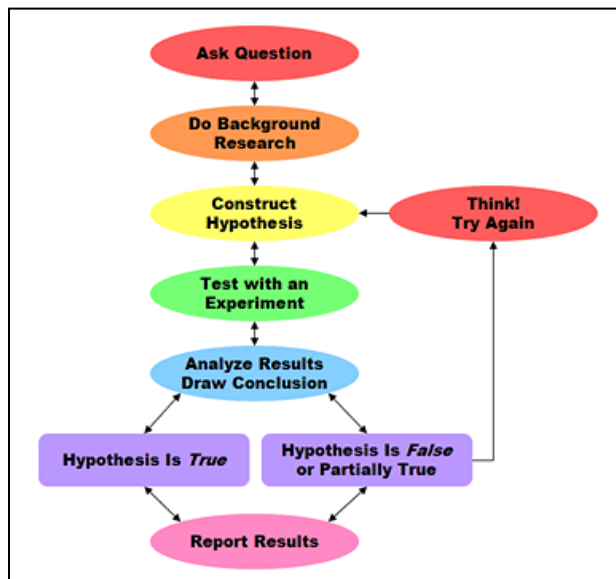 Ask Question
Do Background
Research
Construct
Hypothesis
Think!
Try Again
Test with an
Experiment
Analyze Results
Draw Conclusion
Hypothesis Is True
Hypothesis Is False
or Partially True
Report Results